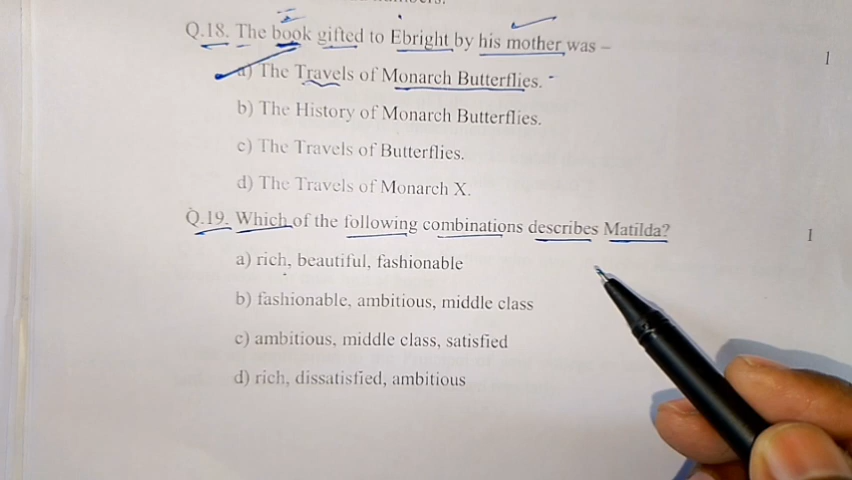 Q.18. The book gifted to Ebright by his mother was –
1
a) The Travels of Monarch Butterflies.
b) The History of Monarch Butterflies.
c) The Travels of Butterflies.
d) The Travels of Monarch X.
Q.19. Which of the following combinations describes Matilda?
1
a) rich, beautiful, fashionable
b) fashionable, ambitious, middle class
c) ambitious, middle class, satisfied
d) rich, dissatisfied, ambitious